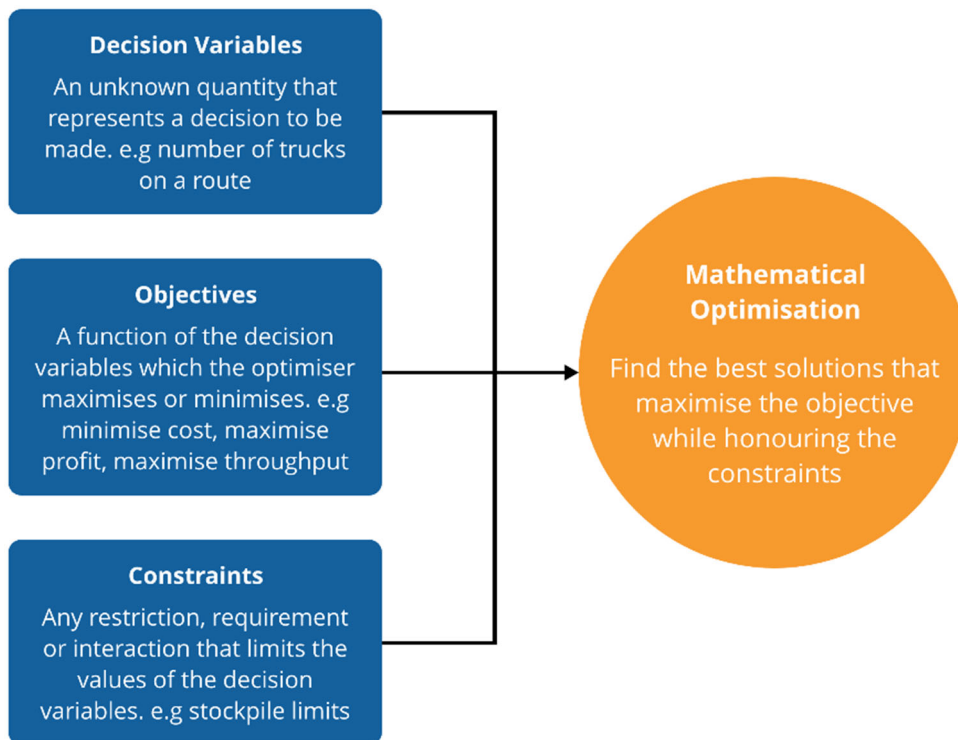 Decision Variables
An unknown quantity that
represents a decision to be
made. e.g number of trucks
on a route
Objectives
A function of the decision
variables which the optimiser
maximises or minimises. e.g
minimise cost, maximise
profit, maximise throughput
Constraints
Any restriction, requirement
or interaction that limits the
values of the decision
variables. e.g stockpile limits
Mathematical
Optimisation
Find the best solutions that
maximise the objective
while honouring the
constraints